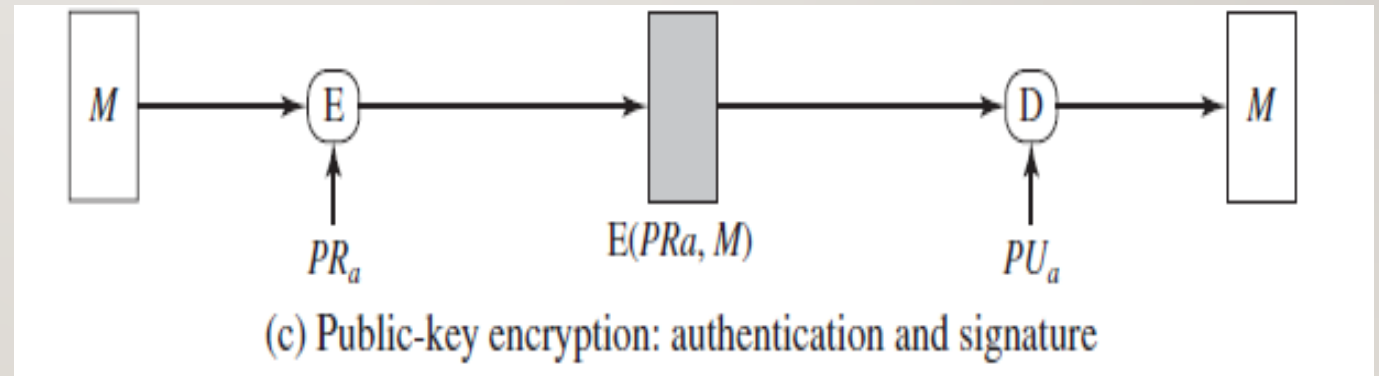 M E D M
PRa E(PRa, M) PUa
(c) Public-key encryption: authentication and signature